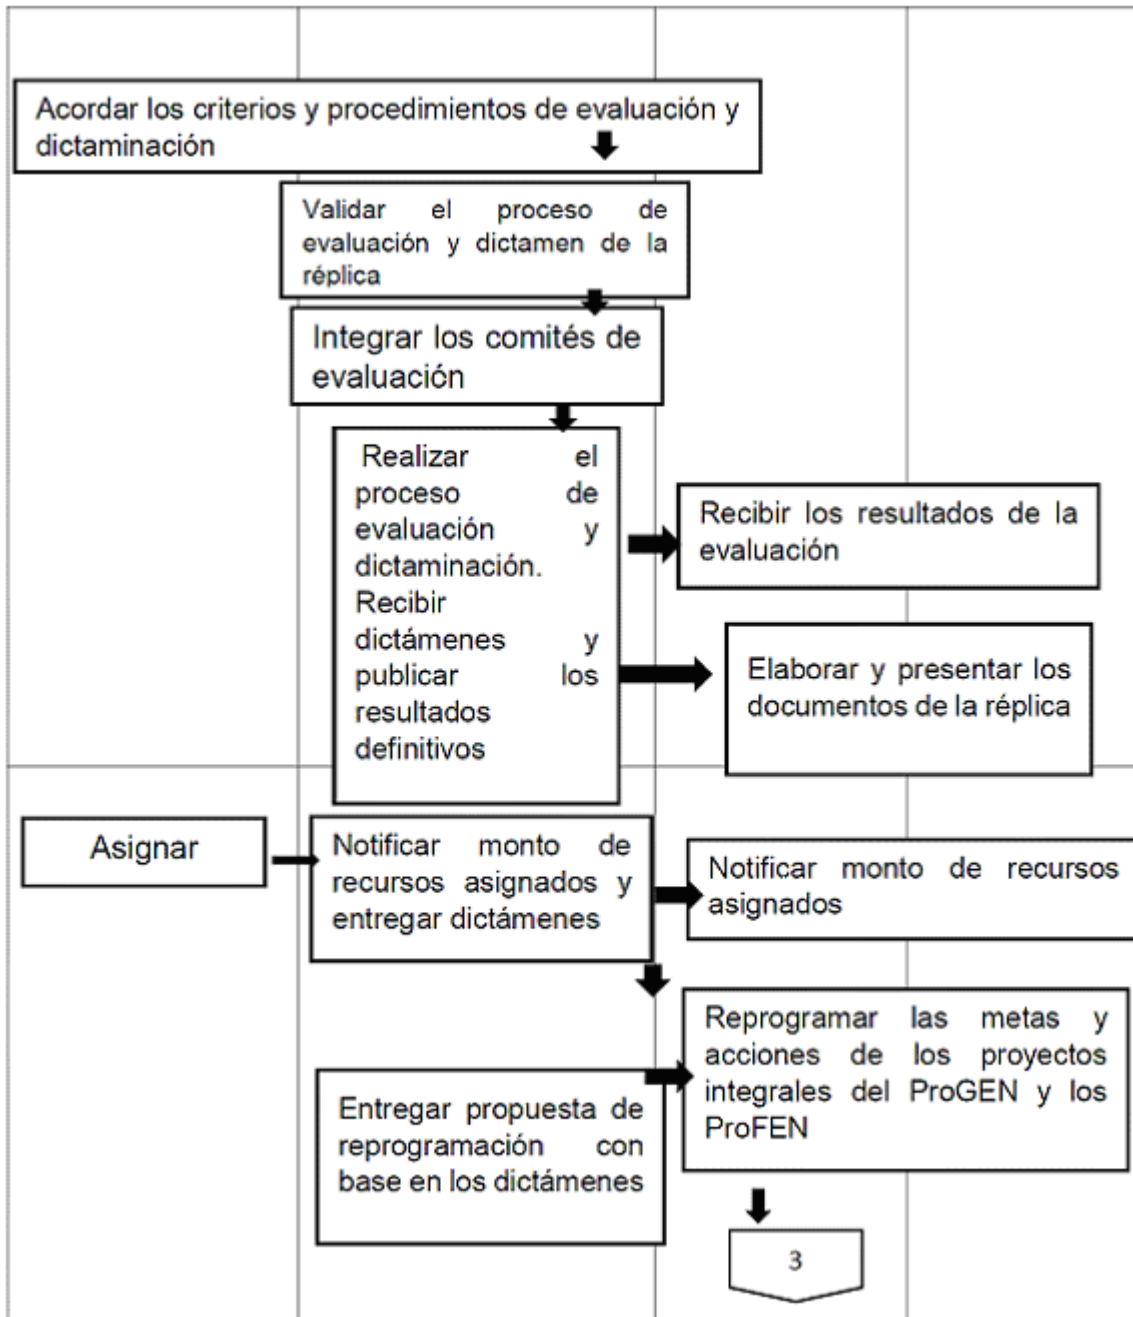 Acordar los criterios y procedimientos de evaluación y
dictaminación
Validar el proceso de
evaluación y dictamen de la
réplica
Integrar los comités de
evaluación
Realizar el
proceso de
evaluación y
dictaminación.
Recibir
dictámenes y
publicar los
resultados
definitivos
Recibir los resultados de la
evaluación
Elaborar y presentar los
documentos de la réplica
Asignar
Notificar monto de
recursos asignados y
entregar dictámenes
Notificar monto de recursos
asignados
Reprogramar las metas y
acciones de los proyectos
integrales del ProGEN y los
ProFEN
Entregar propuesta de
reprogramación con
base en los dictámenes
3